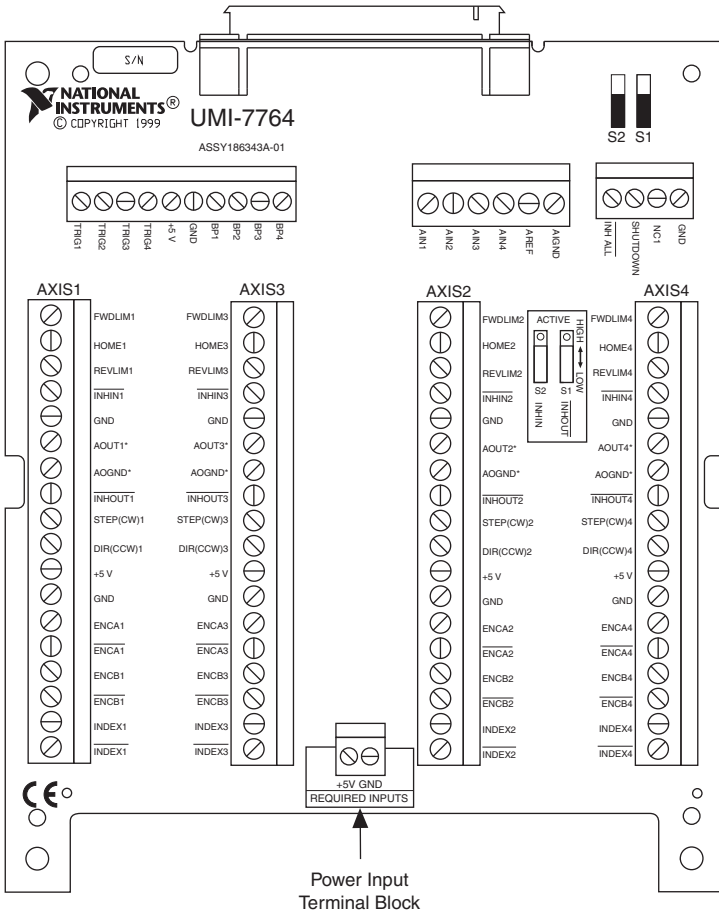 S/N
NATIONAL
INSTRUMENTS®
© COPYRIGHT 1999
UMI-7764
ASSY186343A-01
S2 S1
TRIG1
TRIG2
TRIG3
TRIG4
+5 V
GND
BP1
BP2
BP3
BP4
AIN1
AIN2
AIN3
AIN4
AREF
AIGND
INH ALL
SHUTDOWN
NC1
GND
AXIS1
FWDLIM1
HOME1
REVLIM1
INHIN1
GND
AOUT1*
AOGND*
INHOUT1
STEP(CW)1
DIR(CCW)1
+5 V
GND
ENCA1
ENCA1
ENCB1
ENCB1
INDEX1
INDEX1
AXIS3
FWDLIM3
HOME3
REVLIM3
INHIN3
GND
AOUT3*
AOGND*
INHOUT3
STEP(CW)3
DIR(CCW)3
+5 V
GND
ENCA3
ENCA3
ENCB3
ENCB3
INDEX3
INDEX3
AXIS2
FWDLIM2
HOME2
REVLIM2
INHIN2
GND
AOUT2*
AOGND*
INHOUT2
STEP(CW)2
DIR(CCW)2
+5 V
GND
ENCA2
ENCA2
ENCB2
ENCB2
INDEX2
INDEX2
ACTIVE
HIGH
LOW
S2
S1
INHIN
INHOUT
AXIS4
FWDLIM4
HOME4
REVLIM4
INHIN4
GND
AOUT4*
AOGND*
INHOUT4
STEP(CW)4
DIR(CCW)4
+5 V
GND
ENCA4
ENCA4
ENCB4
ENCB4
INDEX4
INDEX4
+5V GND
REQUIRED INPUTS
CE
Power Input
Terminal Block